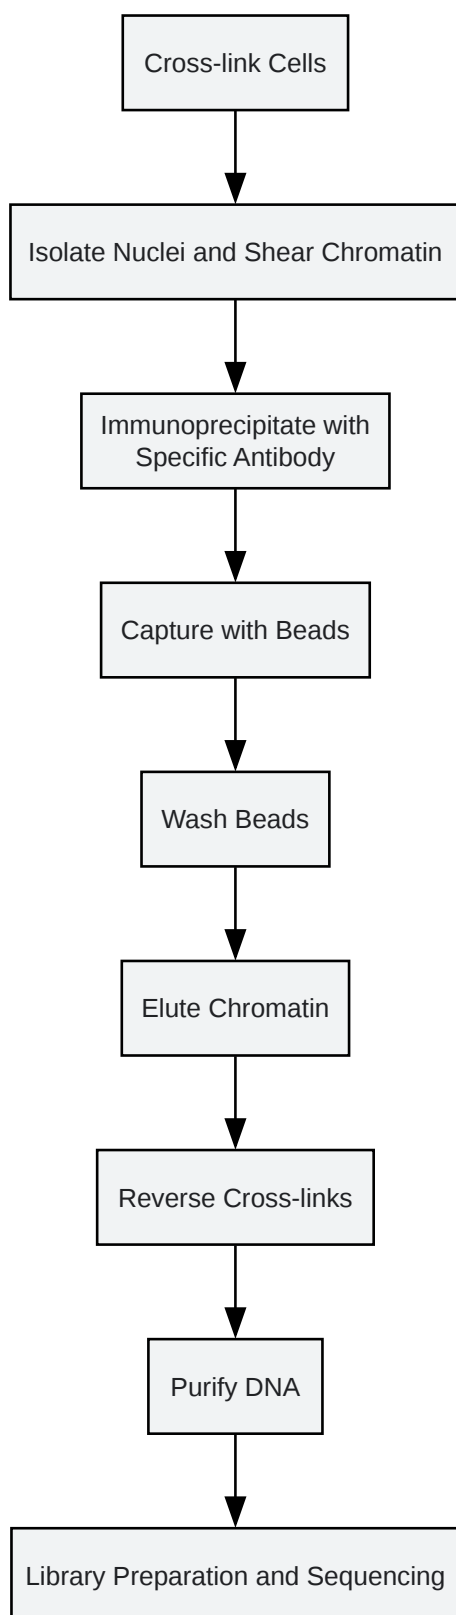 Cross-link Cells
Isolate Nuclei and Shear Chromatin
Immunoprecipitate with
Specific Antibody
Capture with Beads
Wash Beads
Elute Chromatin
Reverse Cross-links
Purify DNA
Library Preparation and Sequencing